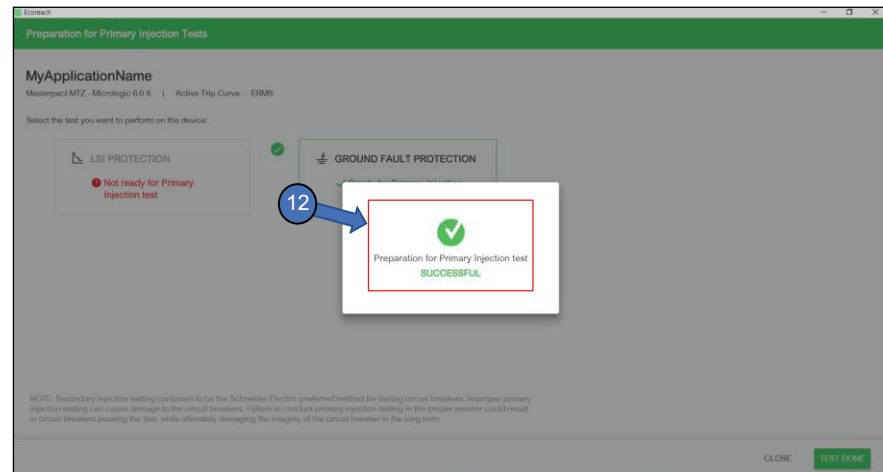 Ecoreach
Preparation for Primary Injection Tests
MyApplicationName
Masterpact MTZ - Micrologic 6.0 X | Active Trip Curve - ERMS
Select the test you want to perform on the device:
LSI PROTECTION
Not ready for Primary
Injection test
GROUND FAULT PROTECTION
Ready for Primary Injection
12
Preparation for Primary Injection test
SUCCESSFUL
NOTE: Secondary injection testing continues to be the Schneider Electric preferred method for testing circuit breakers. Improper primary
injection testing can cause damage to the circuit breakers. Failure to conduct primary injection testing in the proper manner could result
in circuit breakers passing the test, while ultimately damaging the integrity of the circuit breaker in the long term.
CLOSE
TEST DONE